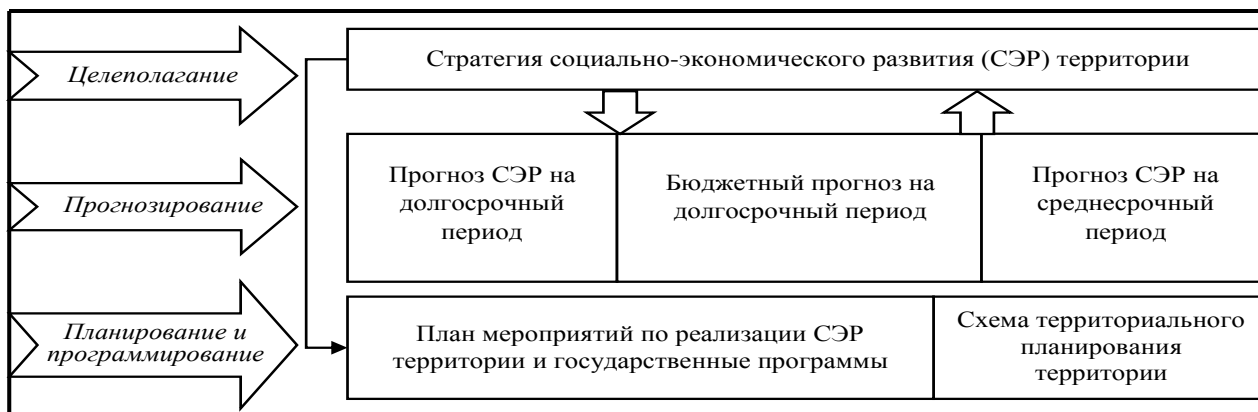 Целеполагание
Стратегия социально-экономического развития (СЭР) территории
Прогнозирование
Прогноз СЭР на
долгосрочный
период
Бюджетный прогноз на
долгосрочный период
Прогноз СЭР на
среднесрочный
период
Планирование и
программирование
План мероприятий по реализации СЭР
территории и государственные программы
Схема территориального
планирования
территории